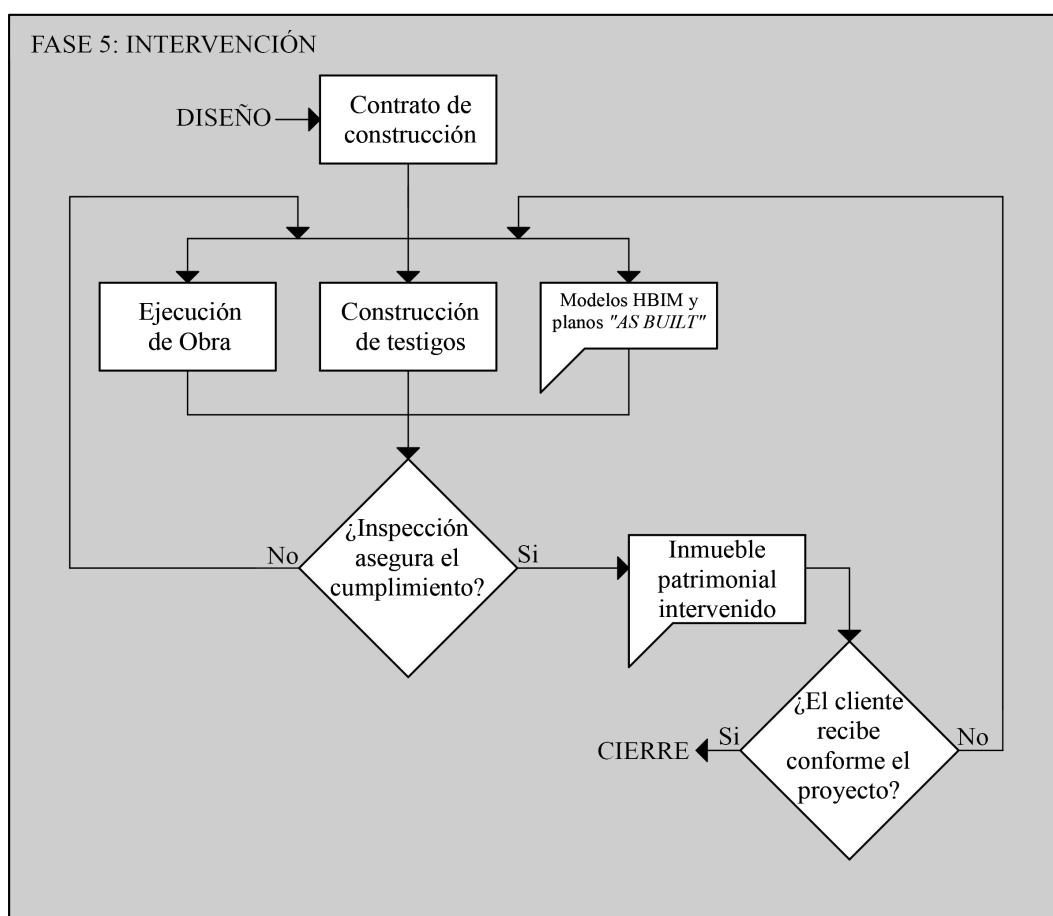 FASE 5: INTERVENCIÓN
DISEÑO
Contrato de
construcción
Ejecución
de Obra
Construcción
de testigos
Modelos HBIM y
planos "AS BUILT"
¿Inspección
asegura el
cumplimiento?
No
Si
Inmueble
patrimonial
intervenido
¿El cliente
recibe
conforme el
proyecto?
Si
No
CIERRE